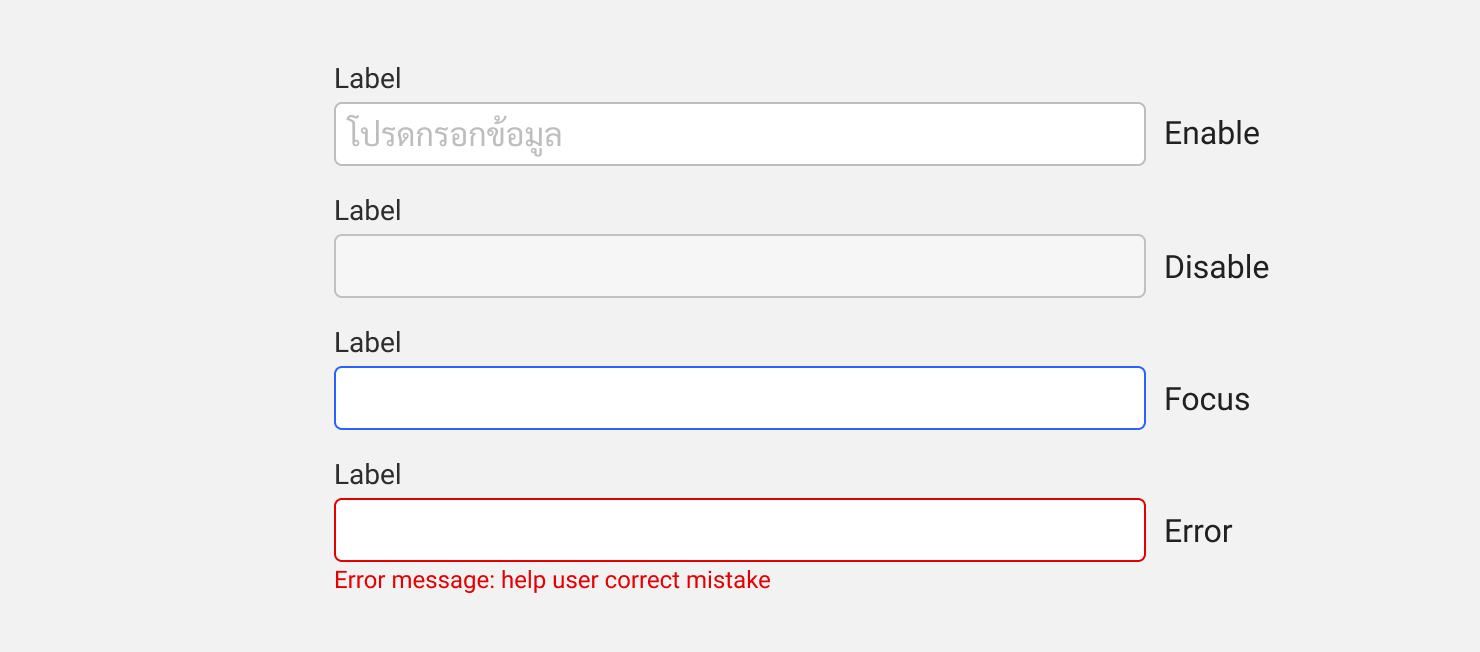 Label
โปรดกรอกข้อมูล
Enable
Label
Disable
Label
Focus
Label
Error
Error message: help user correct mistake